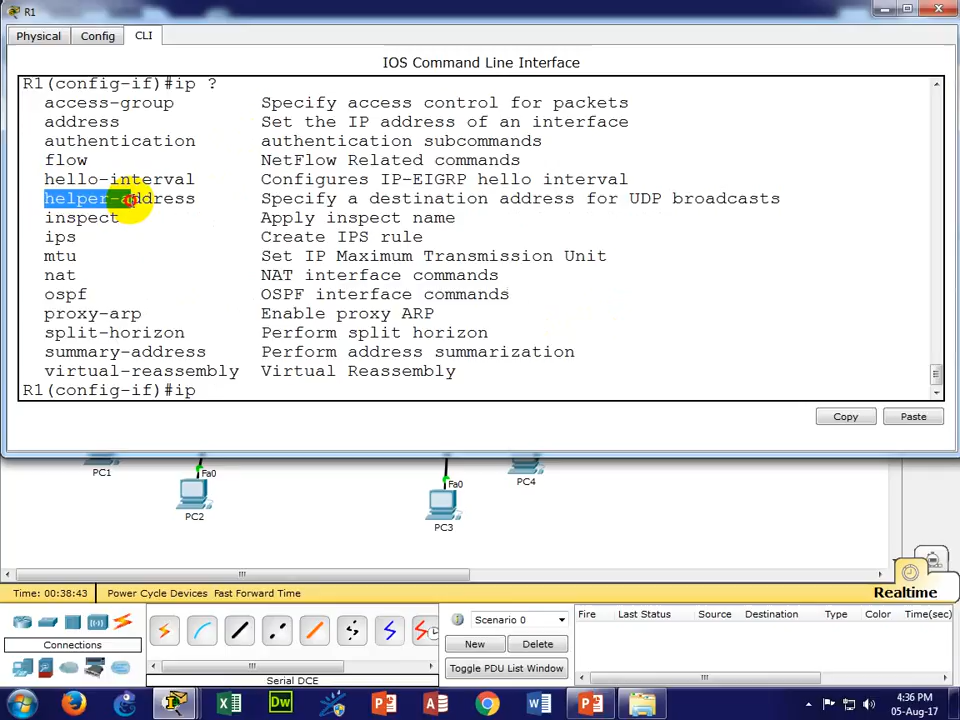 R1
Physical Config CLI
IOS Command Line Interface
R1(config-if)#ip ?
access-group Specify access control for packets
address Set the IP address of an interface
authentication authentication subcommands
flow NetFlow Related commands
hello-interval Configures IP-EIGRP hello interval
helper-address Specify a destination address for UDP broadcasts
inspect Apply inspect name
ips Create IPS rule
mtu Set IP Maximum Transmission Unit
nat NAT interface commands
ospf OSPF interface commands
proxy-arp Enable proxy ARP
split-horizon Perform split horizon
summary-address Perform address summarization
virtual-reassembly Virtual Reassembly
R1(config-if)#ip
Copy Paste
PC1
Fa0
PC2
Fa0
PC3
PC4
Time: 00:38:43 Power Cycle Devices Fast Forward Time
Realtime
Connections
Serial DCE
Scenario 0
New Delete
Toggle PDU List Window
Fire Last Status Source Destination Type Color Time(sec)
4:36 PM
05-Aug-17